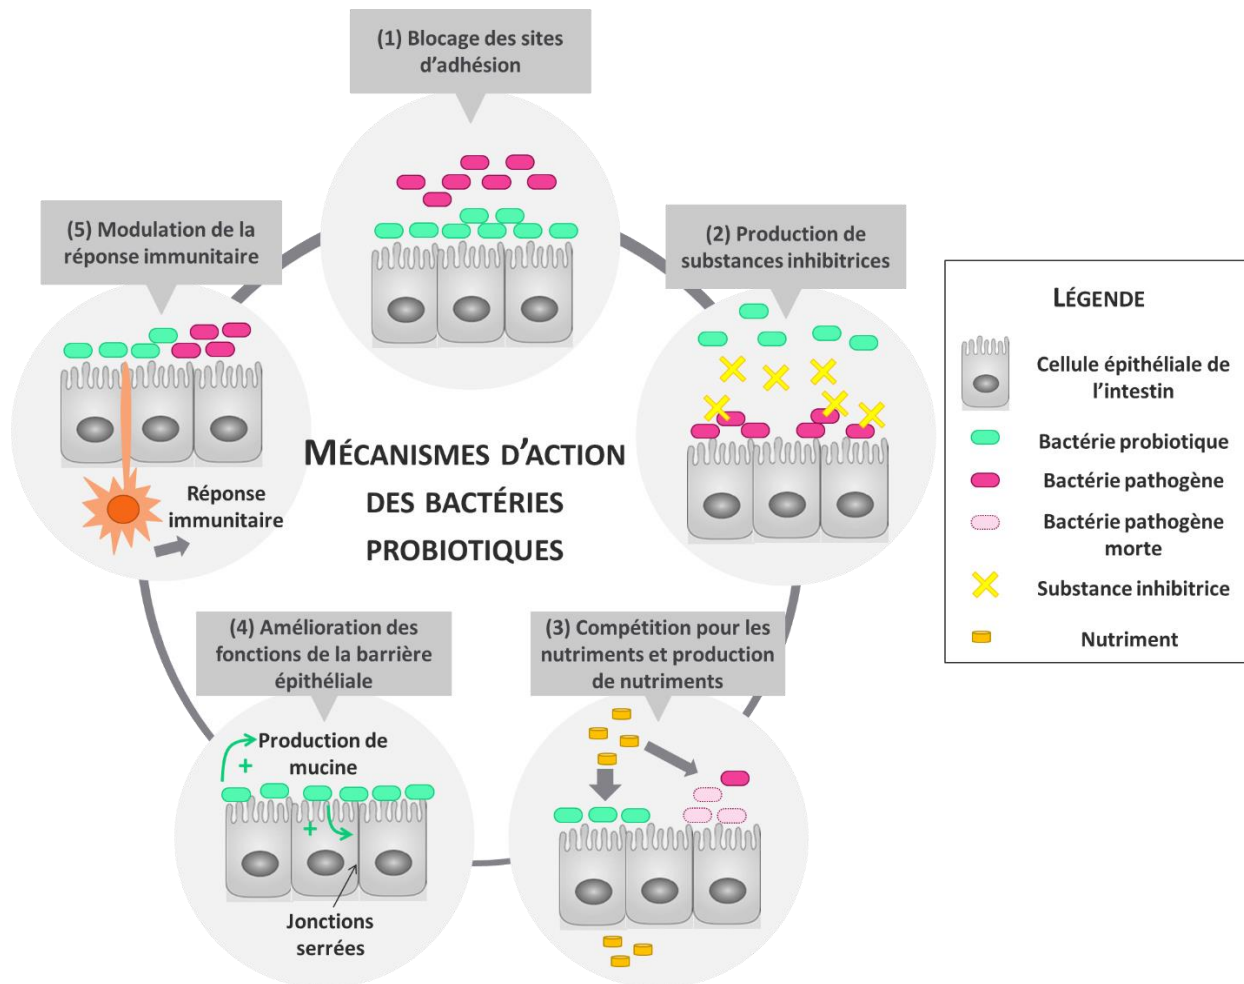 (1) Blocage des sites
d'adhésion
(5) Modulation de la
réponse immunitaire
(2) Production de
substances inhibitrices
Réponse
immunitaire
MÉCANISMES D'ACTION
DES BACTÉRIES
PROBIOTIQUES
(4) Amélioration des
fonctions de la barrière
épithéliale
Production de
mucine
+
+
Jonctions
serrées
(3) Compétition pour les
nutriments et production
de nutriments
LÉGENDE
Cellule épithéliale de
l'intestin
Bactérie probiotique
Bactérie pathogène
Bactérie pathogène
morte
Substance inhibitrice
Nutriment